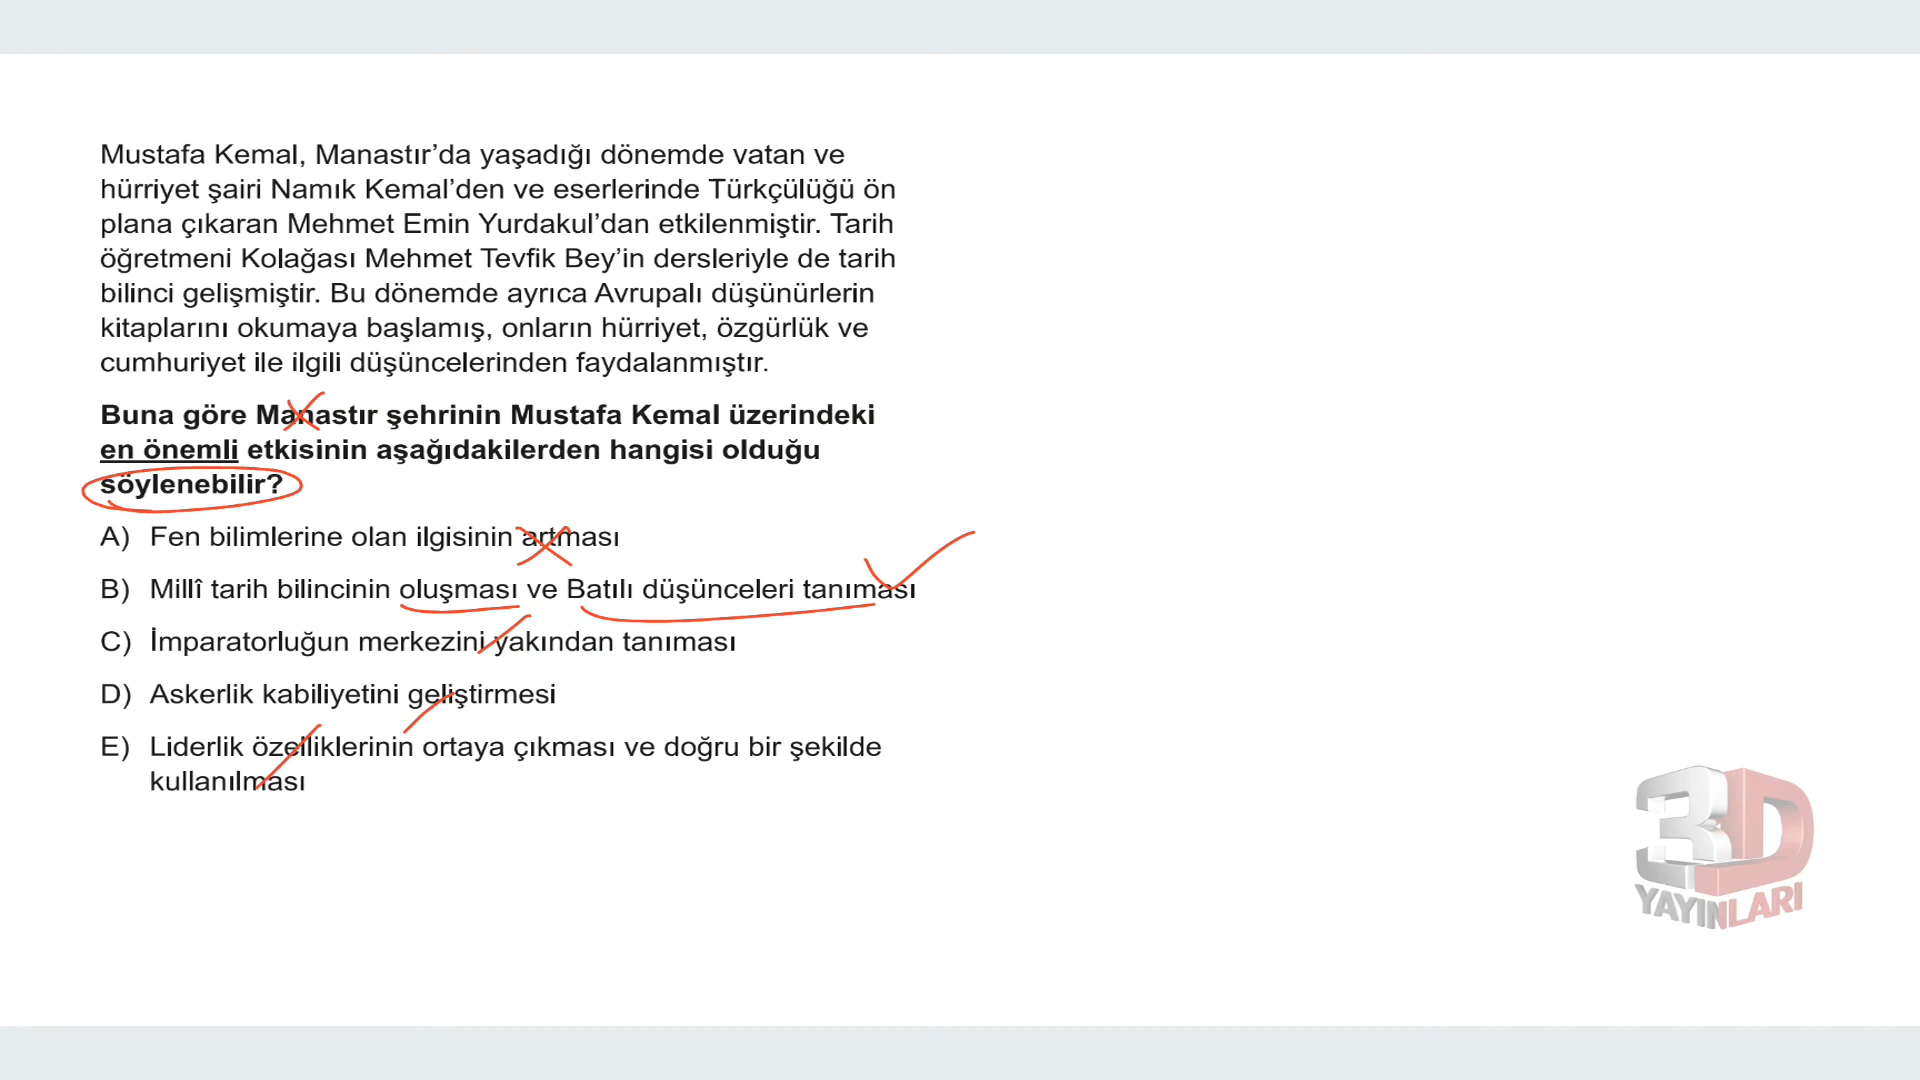 Mustafa Kemal, Manastır’da yaşadığı dönemde vatan ve
hürriyet şairi Namık Kemal’den ve eserlerinde Türkçülüğü ön
plana çıkaran Mehmet Emin Yurdakul’dan etkilenmiştir. Tarih
öğretmeni Kolağası Mehmet Tevfik Bey’in dersleriyle de tarih
bilinci gelişmiştir. Bu dönemde ayrıca Avrupalı düşünürlerin
kitaplarını okumaya başlamış, onların hürriyet, özgürlük ve
cumhuriyet ile ilgili düşüncelerinden faydalanmıştır.
Buna göre Manastır şehrinin Mustafa Kemal üzerindeki
en önemli etkisinin aşağıdakilerden hangisi olduğu
söylenebilir?
A) Fen bilimlerine olan ilgisinin artması
B) Millî tarih bilincinin oluşması ve Batılı düşünceleri tanıması
C) İmparatorluğun merkezini yakından tanıması
D) Askerlik kabiliyetini geliştirmesi
E) Liderlik özelliklerinin ortaya çıkması ve doğru bir şekilde
kullanılması
3D
YAYINLARI